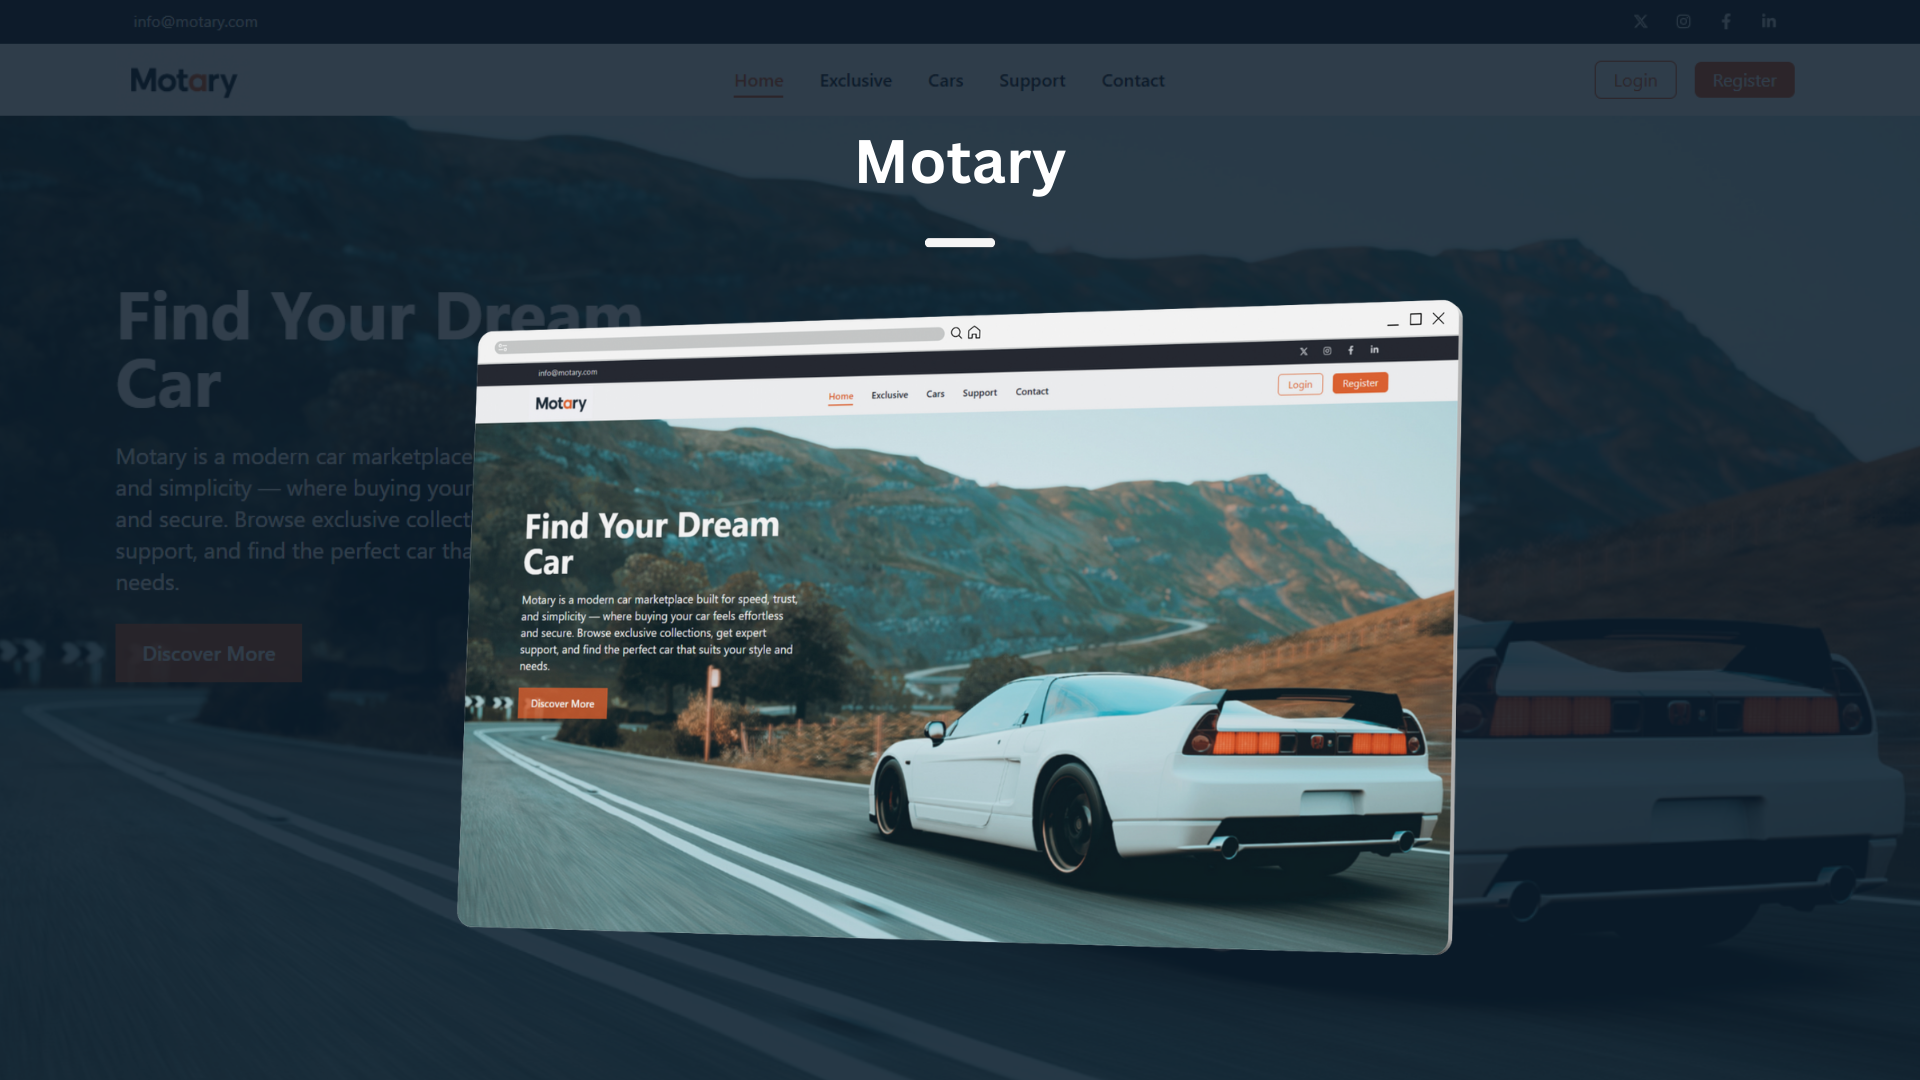 info@motary.com
Motary
Home Exclusive Cars Support Contact
Login Register
Motary
Find Your Dream
Car
Motary is a modern car marketplace
and simplicity — where buying your
and secure. Browse exclusive collect
support, and find the perfect car tha
needs.
Discover More
info@motary.com
Motary
Home Exclusive Cars Support Contact
Login Register
Find Your Dream
Car
Motary is a modern car marketplace built for speed, trust,
and simplicity — where buying your car feels effortless
and secure. Browse exclusive collections, get expert
support, and find the perfect car that suits your style and
needs.
Discover More